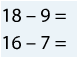 18 – 9 =
16 – 7 =